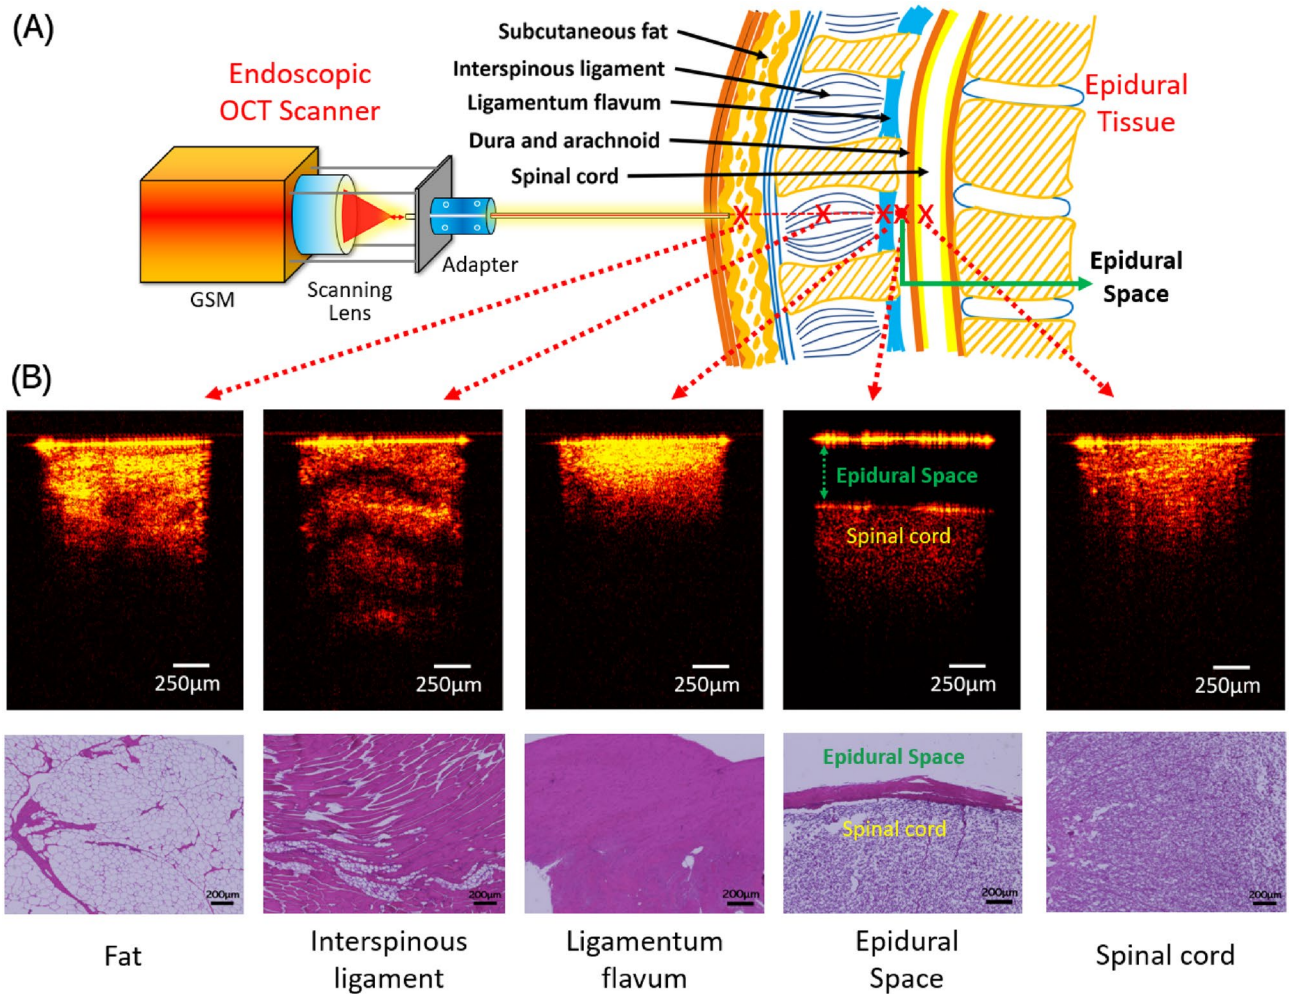 (A)
Endoscopic
OCT Scanner
Subcutaneous fat
Interspinous ligament
Ligamentum flavum
Dura and arachnoid
Spinal cord
Epidural
Tissue
GSM
Scanning
Lens
Adapter
X
X
X
X
X
Epidural
Space
(B)
250μm
250μm
250μm
Epidural Space
Spinal cord
250μm
250μm
200μm
200μm
200μm
Epidural Space
Spinal cord
200μm
200μm
Fat
Interspinous
ligament
Ligamentum
flavum
Epidural
Space
Spinal cord